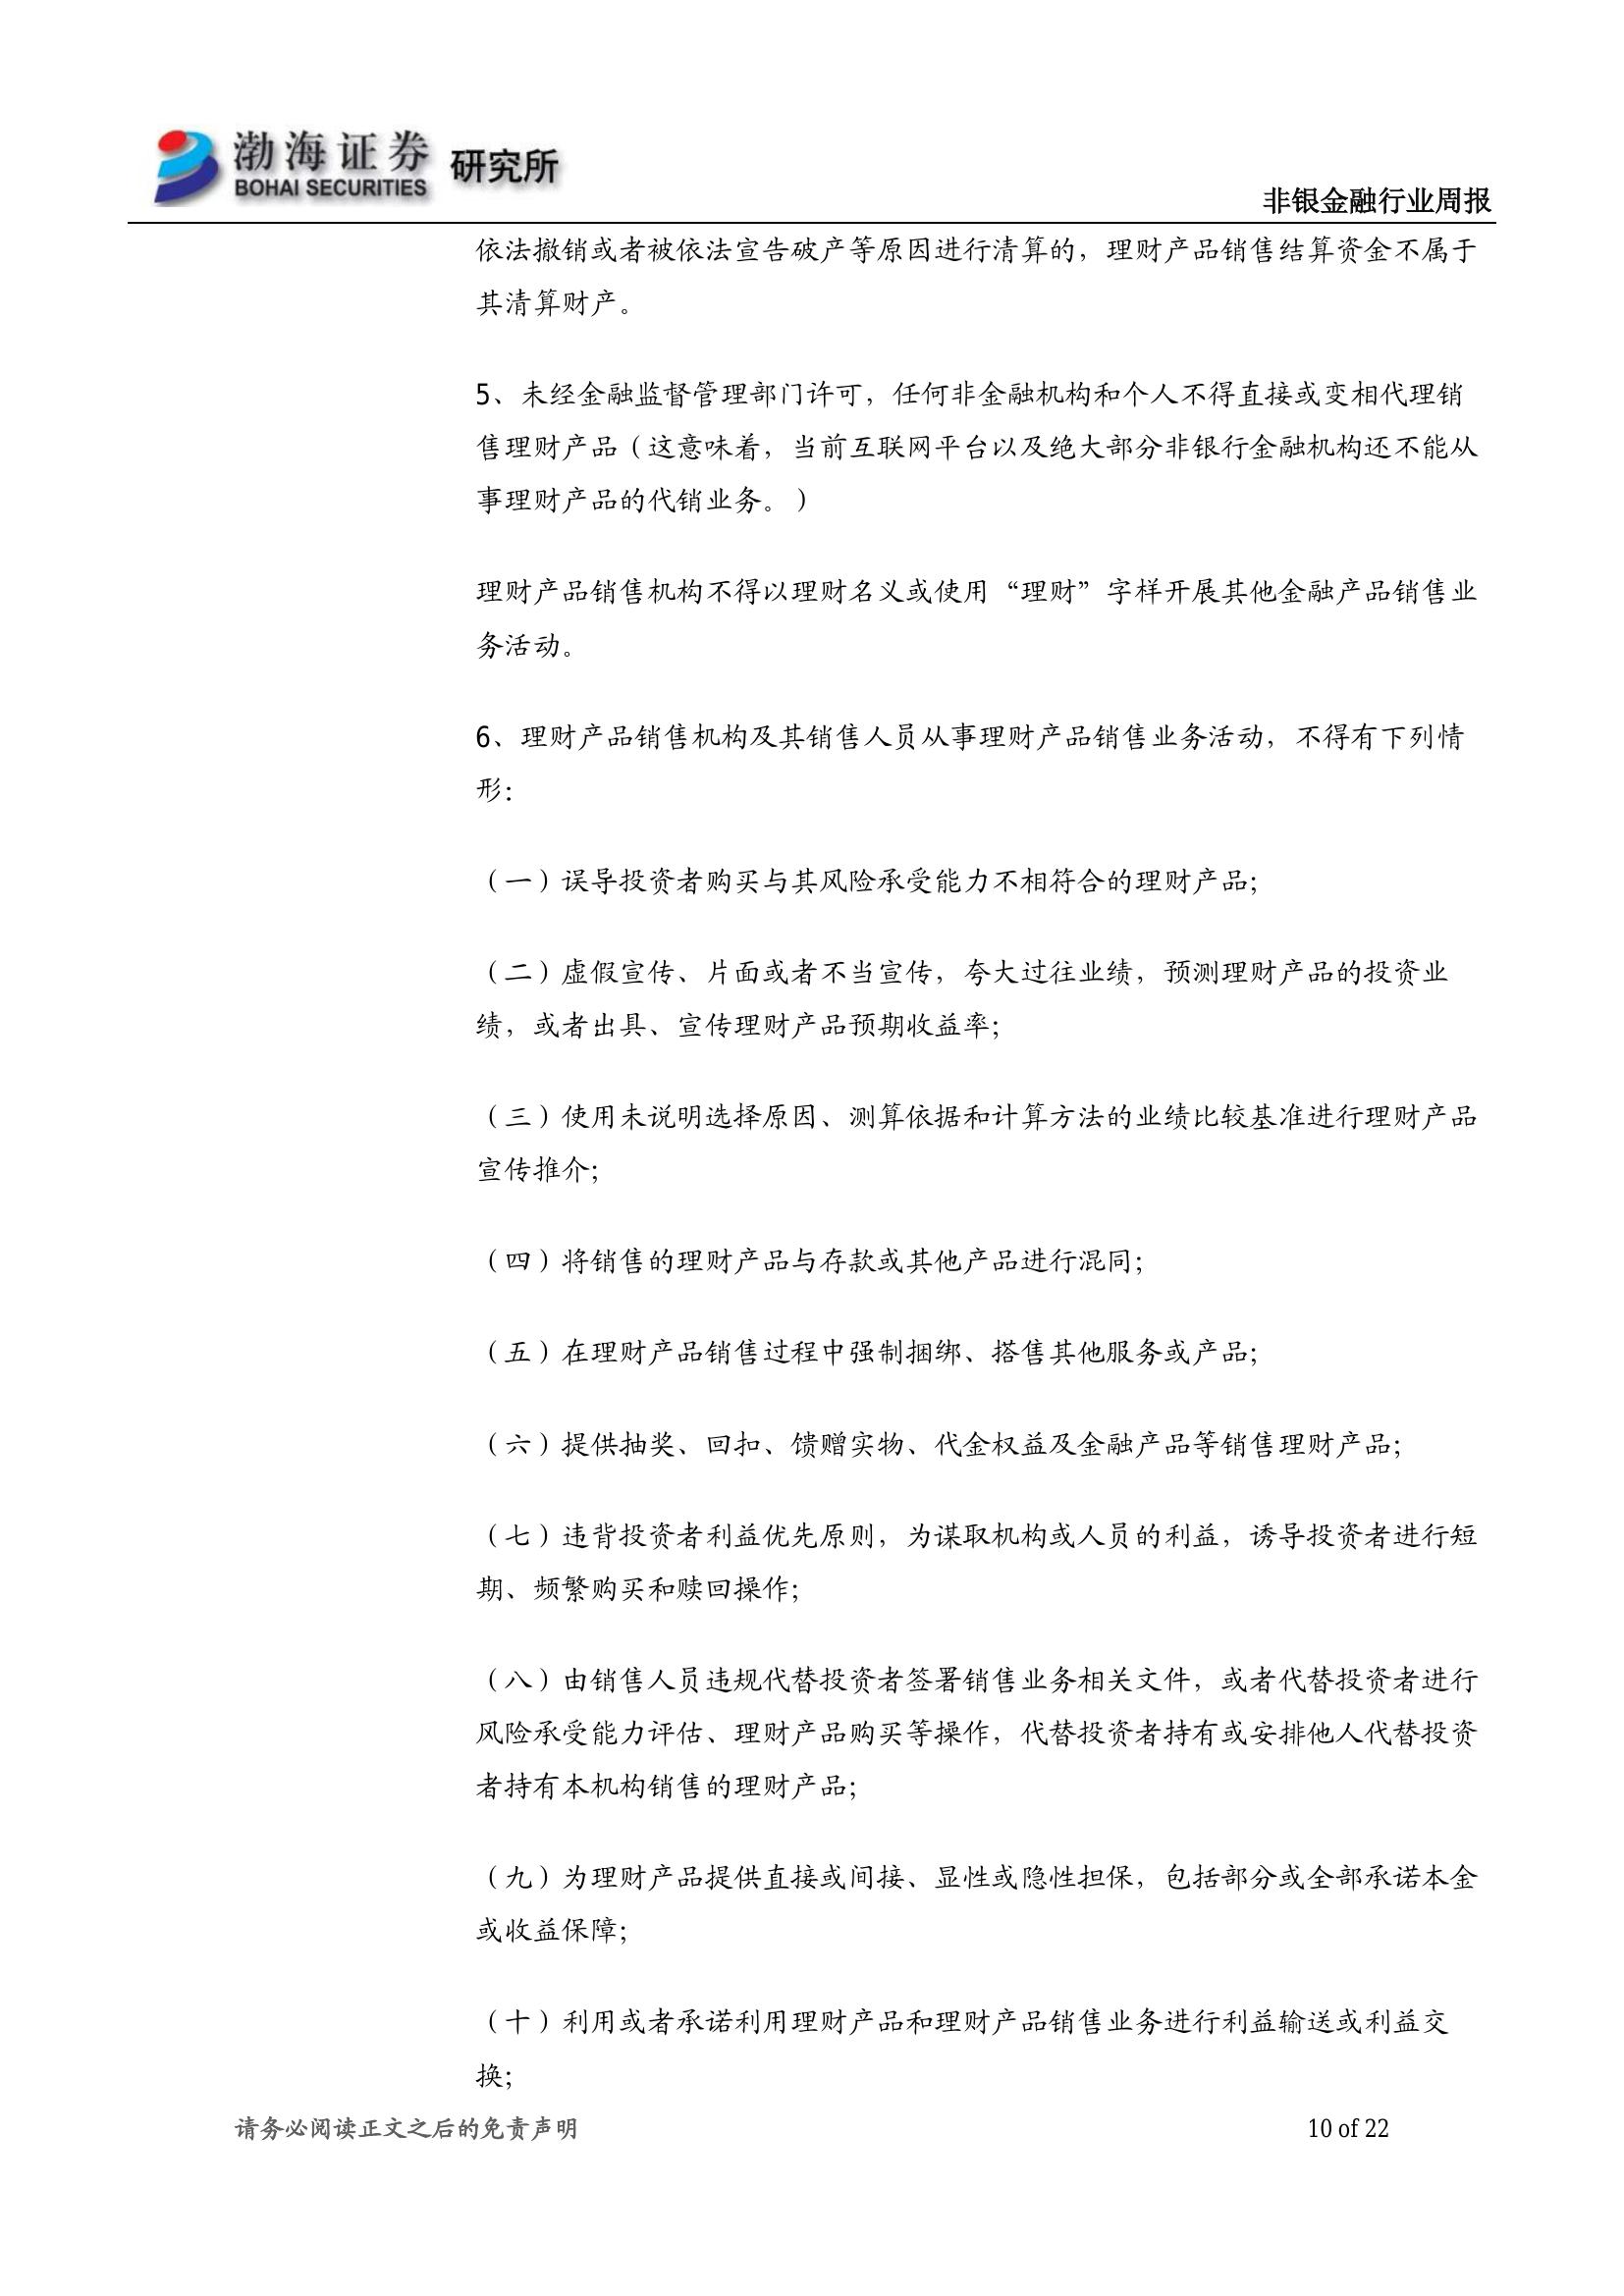 渤海证券
BOHAI SECURITIES
研究所
非银金融行业周报
依法撤销或者被依法宣告破产等原因进行清算的，理财产品销售结算资金不属于
其清算财产。
5、未经金融监督管理部门许可，任何非金融机构和个人不得直接或变相代理销
售理财产品（这意味着，当前互联网平台以及绝大部分非银行金融机构还不能从
事理财产品的代销业务。）
理财产品销售机构不得以理财名义或使用“理财”字样开展其他金融产品销售业
务活动。
6、理财产品销售机构及其销售人员从事理财产品销售业务活动，不得有下列情
形：
（一）误导投资者购买与其风险承受能力不相符合的理财产品；
（二）虚假宣传、片面或者不当宣传，夸大过往业绩，预测理财产品的投资业
绩，或者出具、宣传理财产品预期收益率；
（三）使用未说明选择原因、测算依据和计算方法的业绩比较基准进行理财产品
宣传推介；
（四）将销售的理财产品与存款或其他产品进行混同；
（五）在理财产品销售过程中强制捆绑、搭售其他服务或产品；
（六）提供抽奖、回扣、馈赠实物、代金权益及金融产品等销售理财产品；
（七）违背投资者利益优先原则，为谋取机构或人员的利益，诱导投资者进行短
期、频繁购买和赎回操作；
（八）由销售人员违规代替投资者签署销售业务相关文件，或者代替投资者进行
风险承受能力评估、理财产品购买等操作，代替投资者持有或安排他人代替投资
者持有本机构销售的理财产品；
（九）为理财产品提供直接或间接、显性或隐性担保，包括部分或全部承诺本金
或收益保障；
（十）利用或者承诺利用理财产品和理财产品销售业务进行利益输送或利益交
换；
请务必阅读正文之后的免责声明
10 of 22